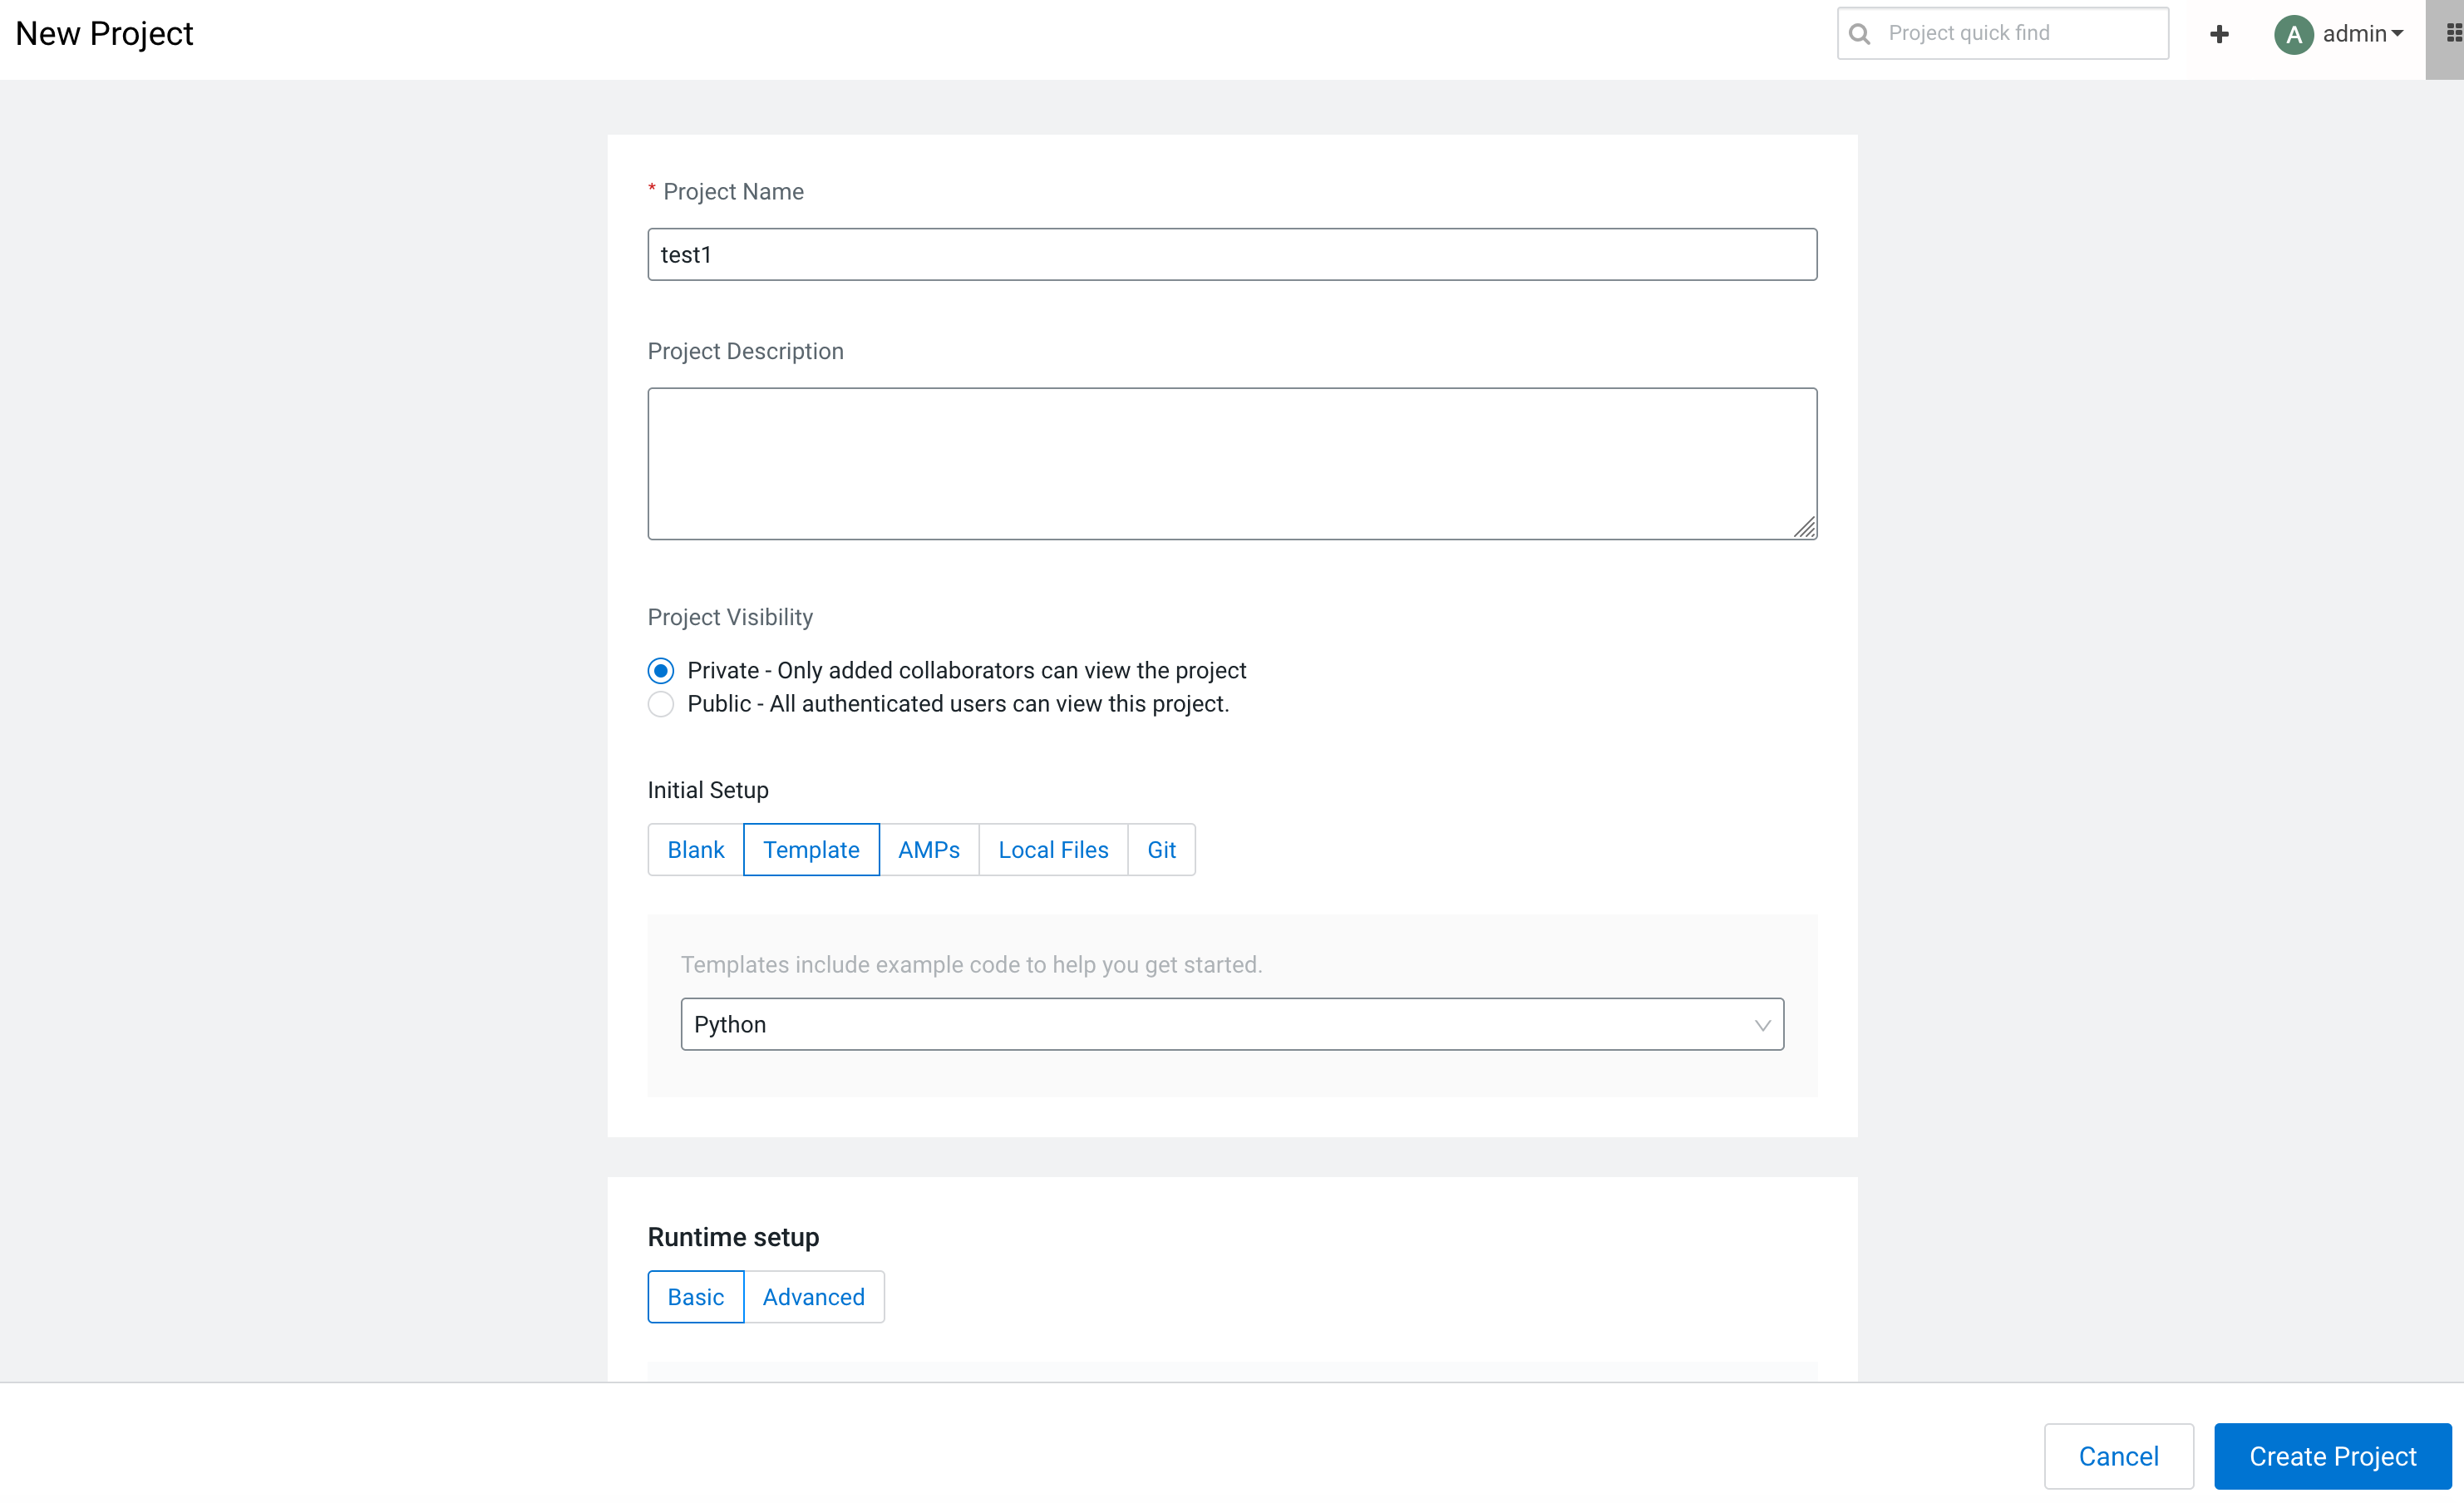 New Project
Project quick find
A admin
* Project Name
test1
Project Description
Project Visibility
Private - Only added collaborators can view the project
Public - All authenticated users can view this project.
Initial Setup
Blank Template AMPs Local Files Git
Templates include example code to help you get started.
Python
Runtime setup
Basic Advanced
Cancel Create Project